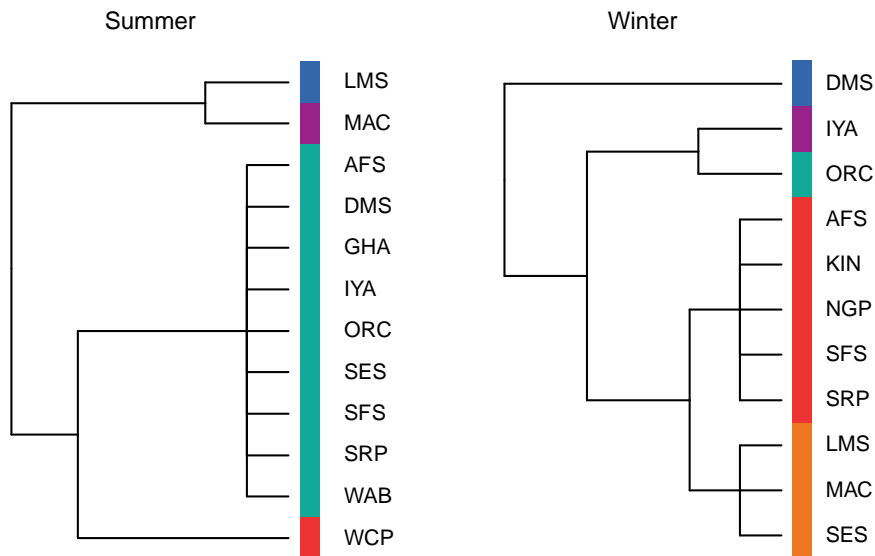 Summer
LMS
MAC
AFS
DMS
GHA
IYA
ORC
SES
SFS
SRP
WAB
WCP
Winter
DMS
IYA
ORC
AFS
KIN
NGP
SFS
SRP
LMS
MAC
SES